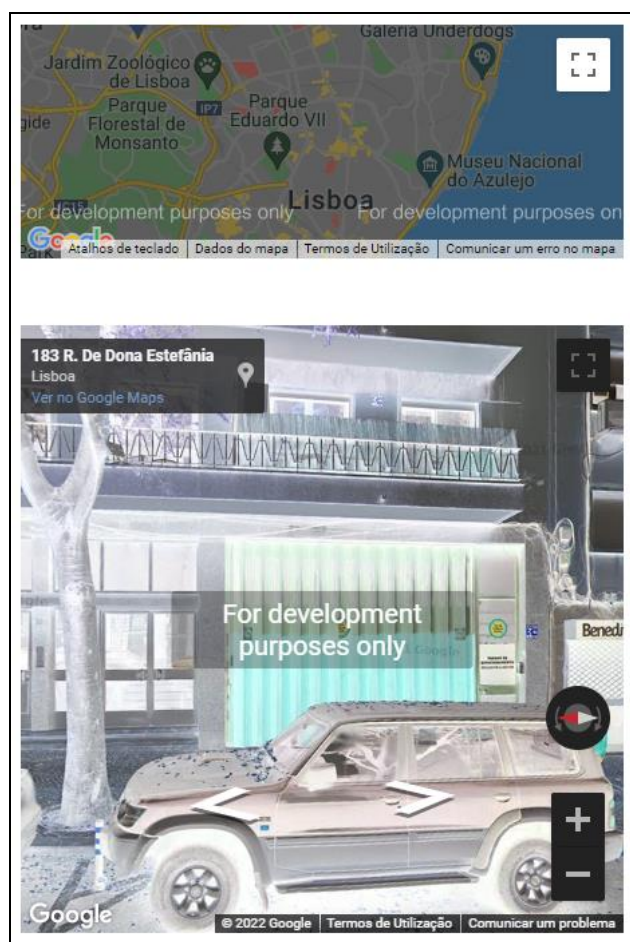 Galeria Underdogs
Jardim Zoológico
de Lisboa
Parque
Florestal de
Monsanto
IP7
Parque
Eduardo VII
Museu Nacional
do Azulejo
Lisboa
For development purposes only
For development purposes on
Google
Atalhos de teclado
Dados do mapa
Termos de Utilização
Comunicar um erro no mapa
183 R. De Dona Estefânia
Lisboa
Ver no Google Maps
For development
purposes only
Google
© 2022 Google
Termos de Utilização
Comunicar um problema